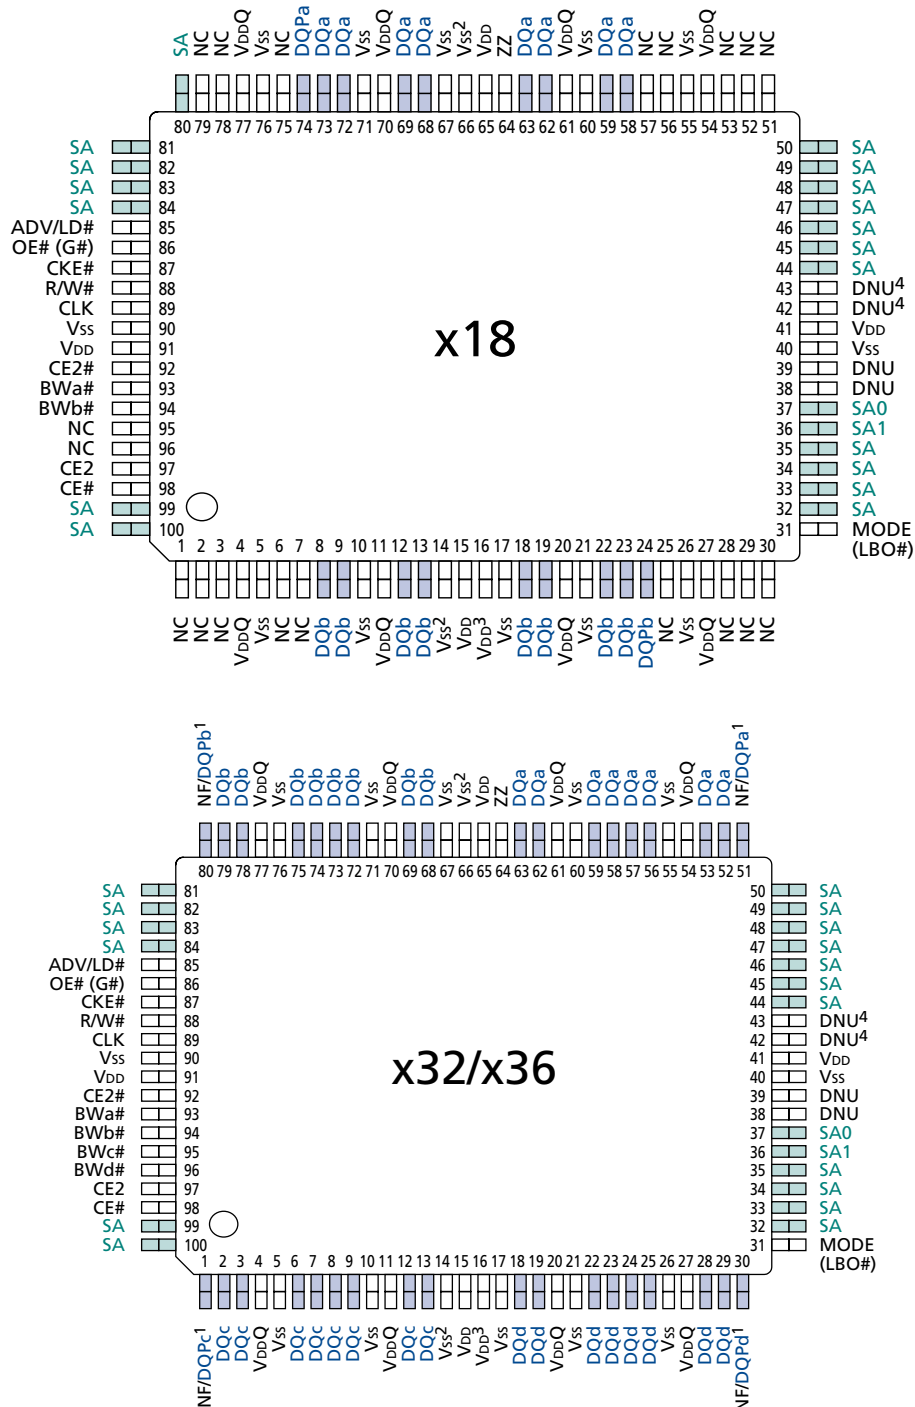 SA NC NC VDDQ Vss NC DQPa DQa DQa Vss VDDQ DQa DQa Vss Vss2 VDD ZZ DQa DQa VDDQ Vss DQa DQa NC NC Vss VDDQ NC NC NC
80 79 78 77 76 75 74 73 72 71 70 69 68 67 66 65 64 63 62 61 60 59 58 57 56 55 54 53 52 51
SA 81 50 SA
SA 82 49 SA
SA 83 48 SA
SA 84 47 SA
ADV/LD# 85 46 SA
OE# (G#) 86 45 SA
CKE# 87 44 SA
R/W# 88 43 DNU4
CLK 89 42 DNU4
Vss 90 41 VDD
x18
VDD 91 40 Vss
CE2# 92 39 DNU
BWa# 93 38 DNU
BWb# 94 37 SA0
NC 95 36 SA1
NC 96 35 SA
CE2 97 34 SA
CE# 98 33 SA
SA 99 32 SA
SA 100 31 MODE
(LBO#)
1 2 3 4 5 6 7 8 9 10 11 12 13 14 15 16 17 18 19 20 21 22 23 24 25 26 27 28 29 30
NC NC NC VDDQ Vss NC NC DQb DQb Vss VDDQ DQb DQb Vss2 VDD VDD3 Vss DQb DQb VDDQ Vss DQb DQb DQPb NC Vss VDDQ NC NC NC
NF/DQPb1 DQb DQb VDDQ Vss DQb DQb DQb DQb Vss VDDQ DQb DQb Vss Vss2 VDD ZZ DQa DQa VDDQ Vss DQa DQa DQa DQa Vss VDDQ DQa DQa NF/DQPa1
80 79 78 77 76 75 74 73 72 71 70 69 68 67 66 65 64 63 62 61 60 59 58 57 56 55 54 53 52 51
SA 81 50 SA
SA 82 49 SA
SA 83 48 SA
SA 84 47 SA
ADV/LD# 85 46 SA
OE# (G#) 86 45 SA
CKE# 87 44 SA
R/W# 88 43 DNU4
CLK 89 42 DNU4
Vss 90 41 VDD
x32/x36
VDD 91 40 Vss
CE2# 92 39 DNU
BWa# 93 38 DNU
BWb# 94 37 SA0
BWc# 95 36 SA1
BWd# 96 35 SA
CE2 97 34 SA
CE# 98 33 SA
SA 99 32 SA
SA 100 31 MODE
(LBO#)
1 2 3 4 5 6 7 8 9 10 11 12 13 14 15 16 17 18 19 20 21 22 23 24 25 26 27 28 29 30
NF/DQPc1 DQc DQc VDDQ Vss DQc DQc DQc DQc Vss VDDQ DQc DQc Vss2 VDD VDD3 Vss DQd DQd VDDQ Vss DQd DQd DQd DQd Vss VDDQ DQd DQd NF/DQPd1